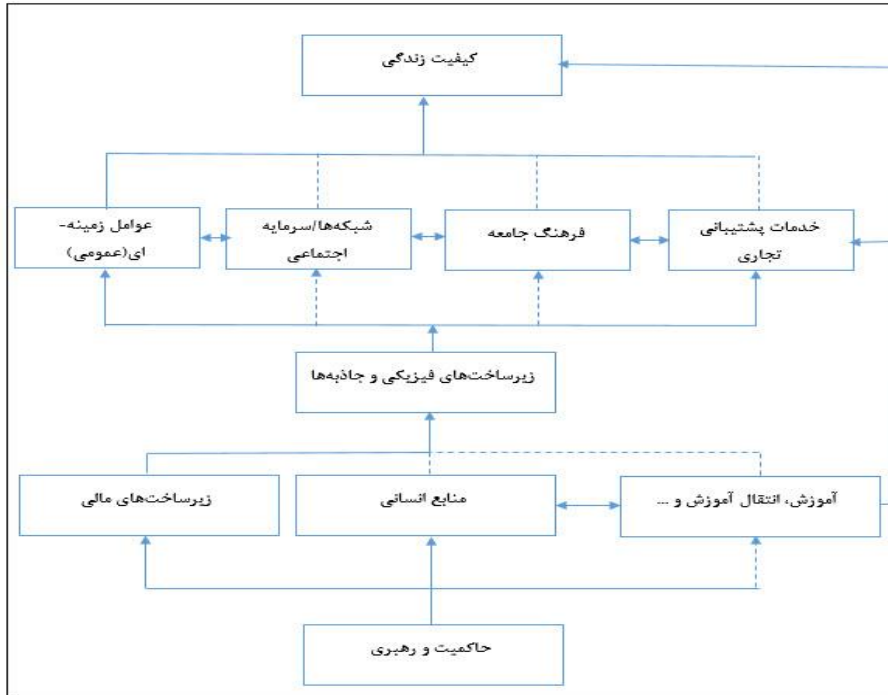 کیفیت زندگی
عوامل زمینه-
ای(عمومی)
شبکه‌ها/سرمایه
اجتماعی
فرهنگ جامعه
خدمات پشتیبانی
تجاری
زیرساخت‌های فیزیکی و جاذبه‌ها
زیرساخت‌های مالی
منابع انسانی
آموزش، انتقال آموزش و ...
حاکمیت و رهبری